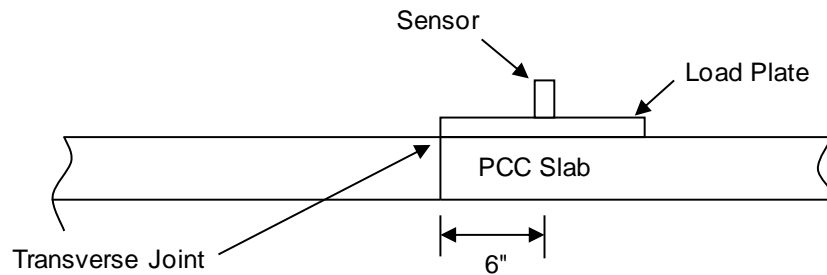 Sensor
Load Plate
PCC Slab
Transverse Joint
6"